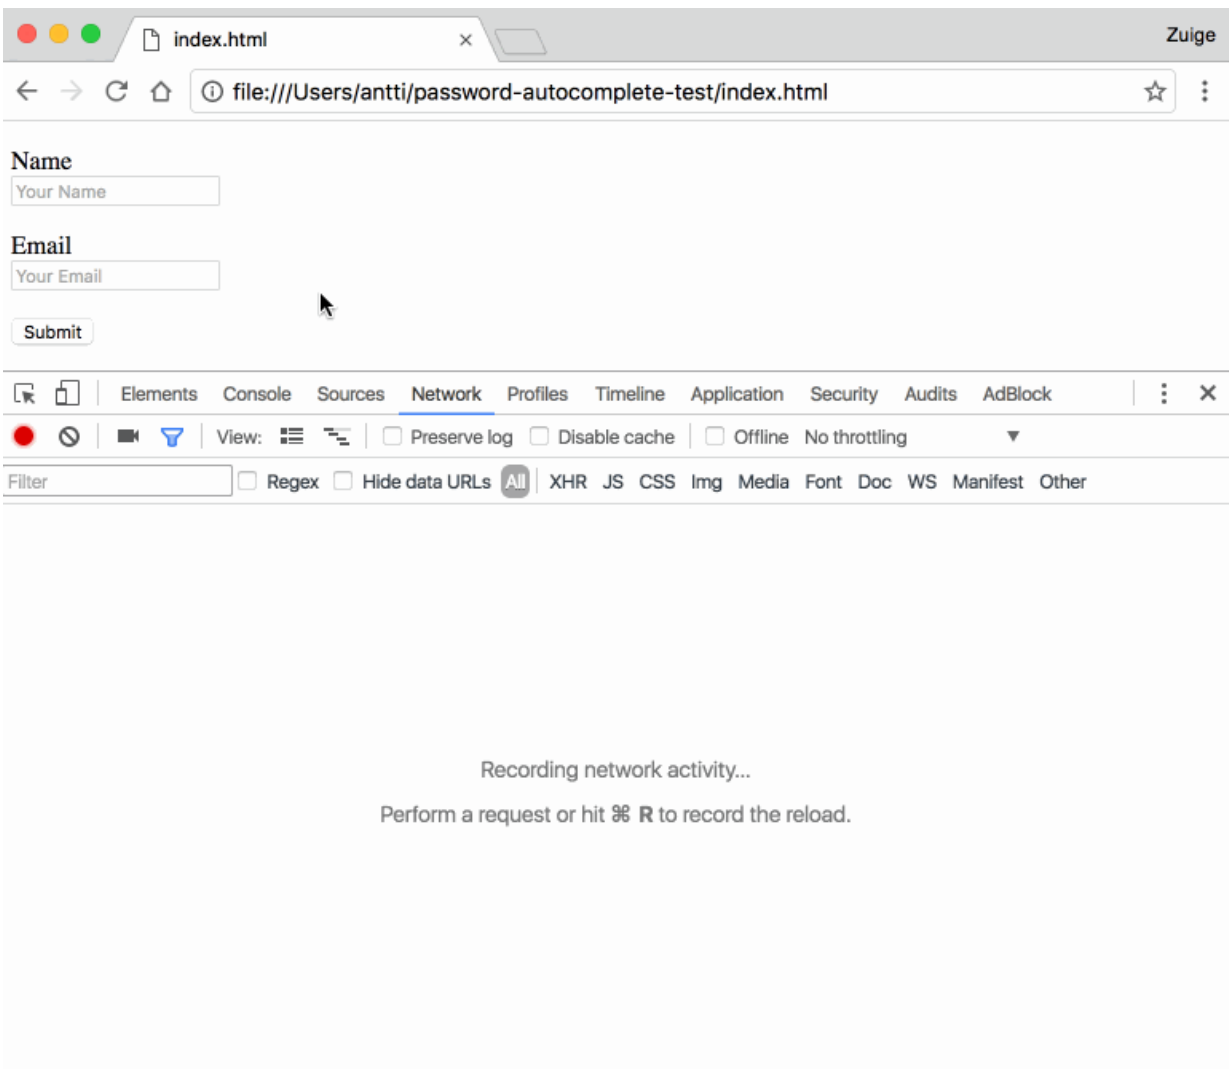 index.html
Zuige
file:///Users/antti/password-autocomplete-test/index.html
Name
Your Name
Email
Your Email
Submit
Elements Console Sources Network Profiles Timeline Application Security Audits AdBlock
View: Preserve log Disable cache Offline No throttling
Filter Regex Hide data URLs All XHR JS CSS Img Media Font Doc WS Manifest Other
Recording network activity...
Perform a request or hit ⌘ R to record the reload.